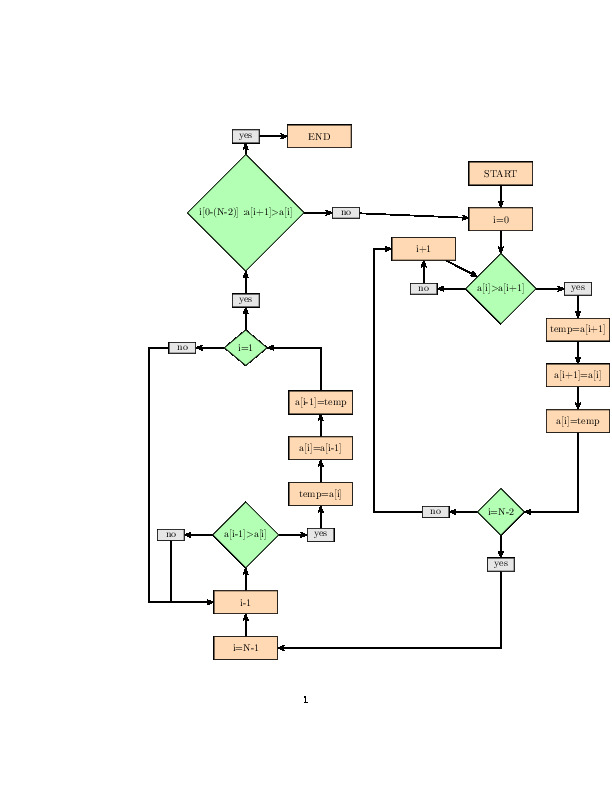 yes
END
START
i[0-(N-2)] :a[i+1]>a[i]
no
i=0
i+1
a[i]>a[i+1]
no
yes
yes
temp=a[i+1]
no
i=1
a[i+1]=a[i]
a[i-1]=temp
a[i]=temp
a[i]=a[i-1]
temp=a[i]
no
i=N-2
no
a[i-1]>a[i]
yes
yes
i-1
i=N-1
1